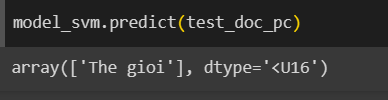 model_svm.predict(test_doc_pc)
array(['The gioi'], dtype='<U16')